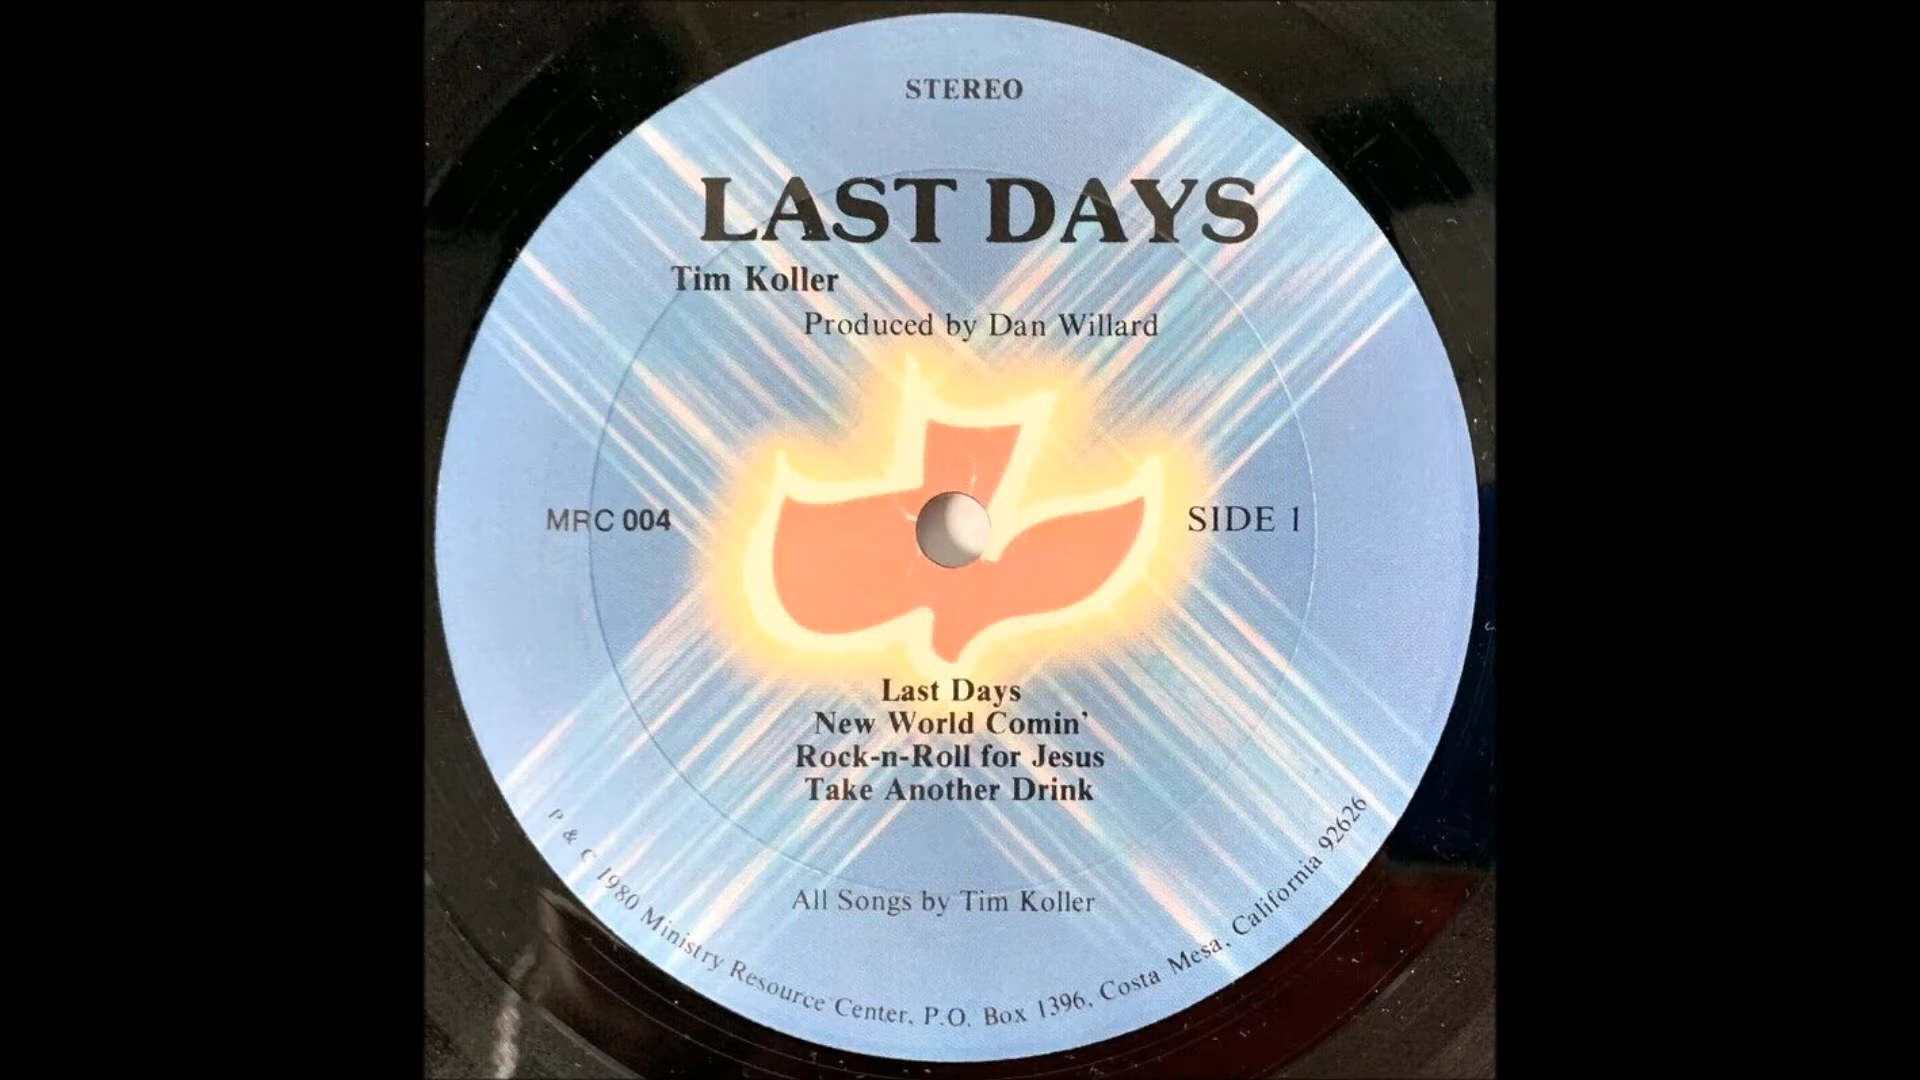 STEREO
LAST DAYS
Tim Koller
Produced by Dan Willard
MRC 004
SIDE 1
Last Days
New World Comin'
Rock-n-Roll for Jesus
Take Another Drink
All Songs by Tim Koller
P & C 1980 Ministry Resource Center, P.O. Box 1396, Costa Mesa, California 92626